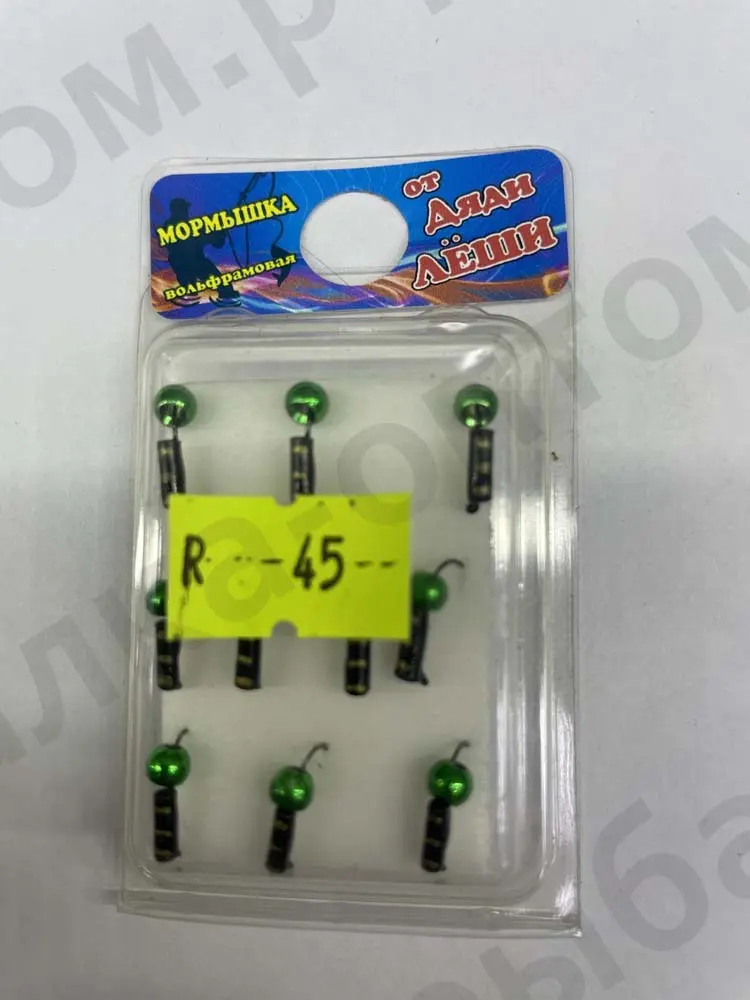 МОРМЫШКА
вольфрамовая
от
ДЯДИ
ЛЁШИ
R -- -45--